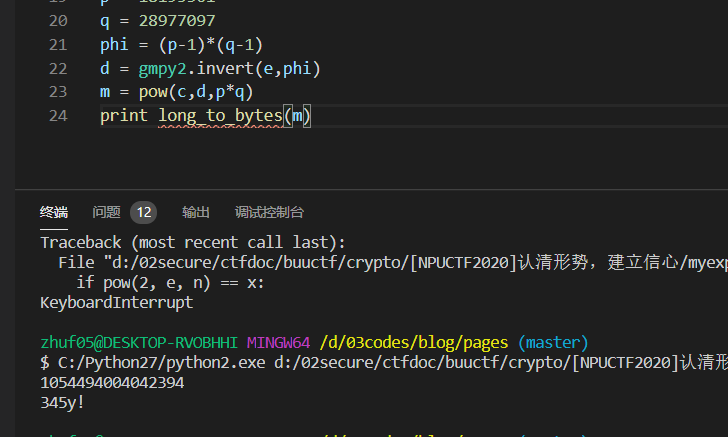 20 q = 28977097
21 phi = (p-1)*(q-1)
22 d = gmpy2.invert(e,phi)
23 m = pow(c,d,p*q)
24 print long_to_bytes(m)
终端 问题 12 输出 调试控制台
Traceback (most recent call last):
File "d:/02secure/ctfdoc/buuctf/crypto/[NPUCTF2020]认清形势，建立信心/myexp
if pow(2, e, n) == x:
KeyboardInterrupt
zhuf05@DESKTOP-RVOBHHI MINGW64 /d/03codes/blog/pages (master)
$ C:/Python27/python2.exe d:/02secure/ctfdoc/buuctf/crypto/[NPUCTF2020]认清形
1054494004042394
345y!